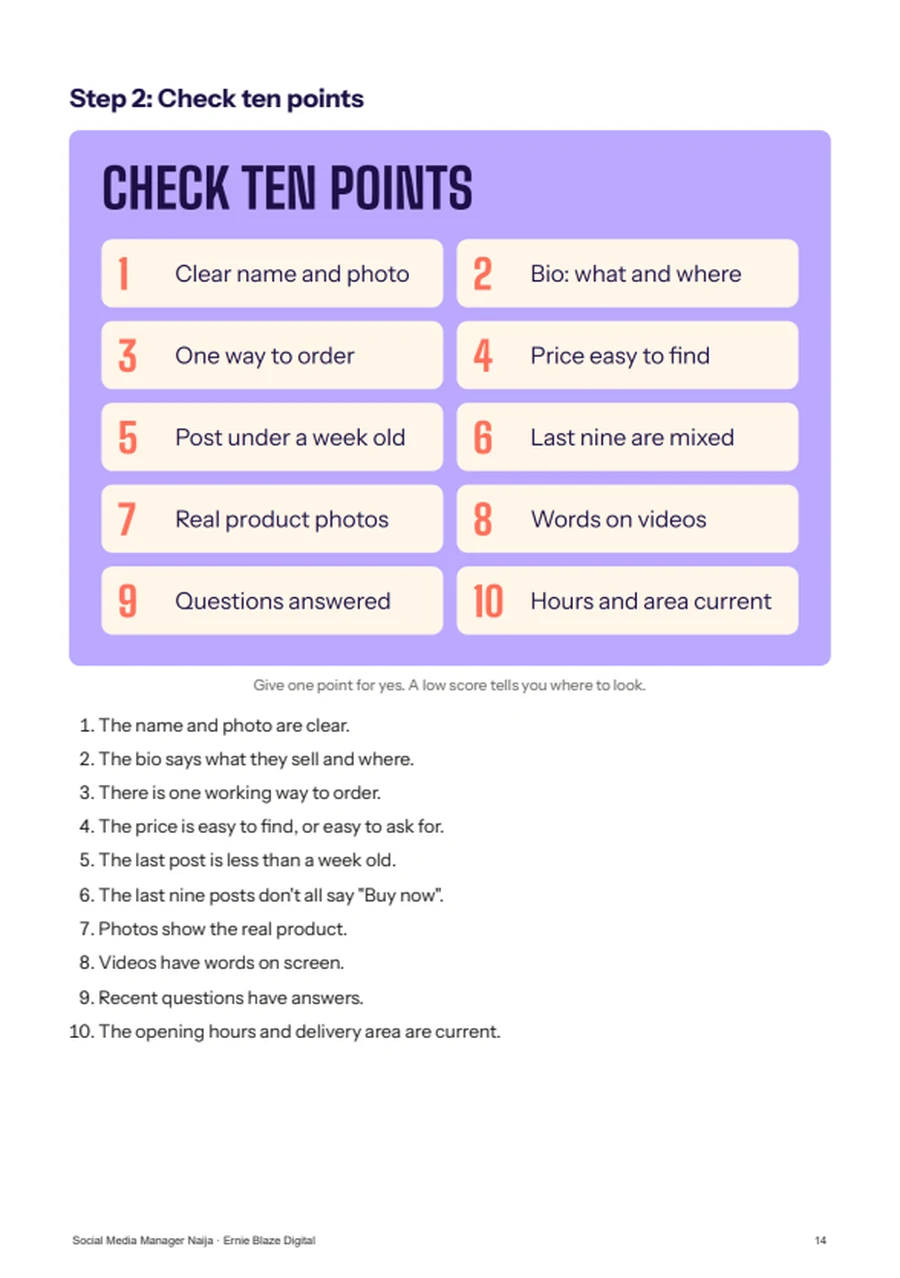 Step 2: Check ten points
CHECK TEN POINTS
1 Clear name and photo
2 Bio: what and where
3 One way to order
4 Price easy to find
5 Post under a week old
6 Last nine are mixed
7 Real product photos
8 Words on videos
9 Questions answered
10 Hours and area current
Give one point for yes. A low score tells you where to look.
1. The name and photo are clear.
2. The bio says what they sell and where.
3. There is one working way to order.
4. The price is easy to find, or easy to ask for.
5. The last post is less than a week old.
6. The last nine posts don't all say "Buy now".
7. Photos show the real product.
8. Videos have words on screen.
9. Recent questions have answers.
10. The opening hours and delivery area are current.
Social Media Manager Naija · Ernie Blaze Digital
14